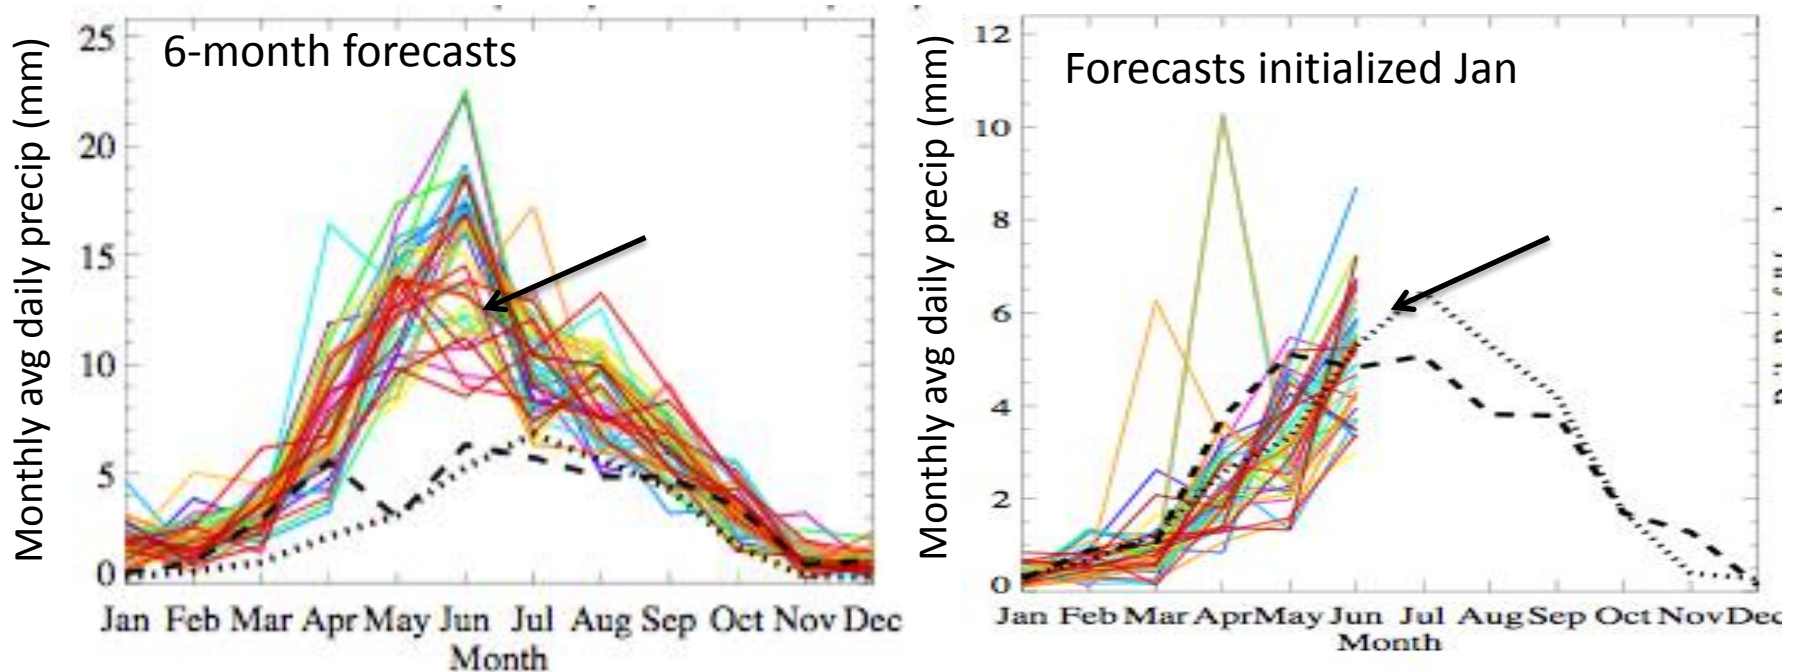 6-month forecasts
Monthly avg daily precip (mm)
25
20
15
10
5
0
Jan Feb Mar Apr May Jun Jul Aug Sep Oct Nov Dec
Month
Forecasts initialized Jan
Monthly avg daily precip (mm)
12
10
8
6
4
2
0
Jan Feb Mar Apr May Jun Jul Aug Sep Oct Nov Dec
Month